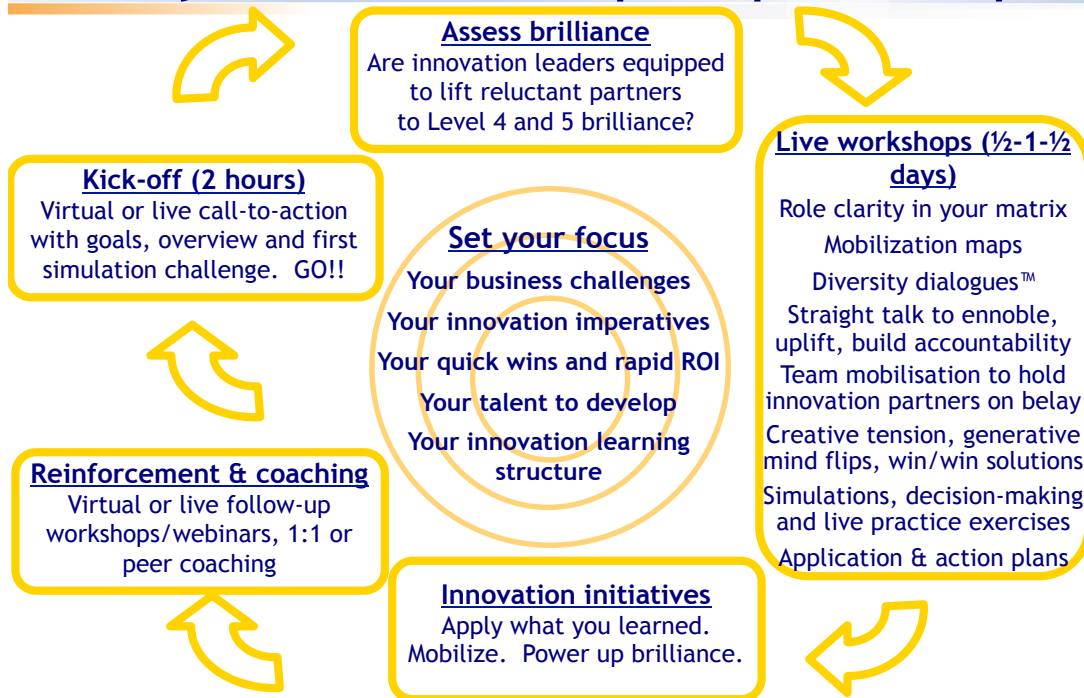 Assess brilliance
Are innovation leaders equipped
to lift reluctant partners
to Level 4 and 5 brilliance?
Live workshops (½-1-½
days)
Role clarity in your matrix
Mobilization maps
Diversity dialogues™
Straight talk to ennoble,
uplift, build accountability
Team mobilisation to hold
innovation partners on belay
Creative tension, generative
mind flips, win/win solutions
Simulations, decision-making
and live practice exercises
Application & action plans
Kick-off (2 hours)
Virtual or live call-to-action
with goals, overview and first
simulation challenge.  GO!!
Set your focus
Your business challenges
Your innovation imperatives
Your quick wins and rapid ROI
Your talent to develop
Your innovation learning
structure
Reinforcement & coaching
Virtual or live follow-up
workshops/webinars, 1:1 or
peer coaching
Innovation initiatives
Apply what you learned.
Mobilize.  Power up brilliance.